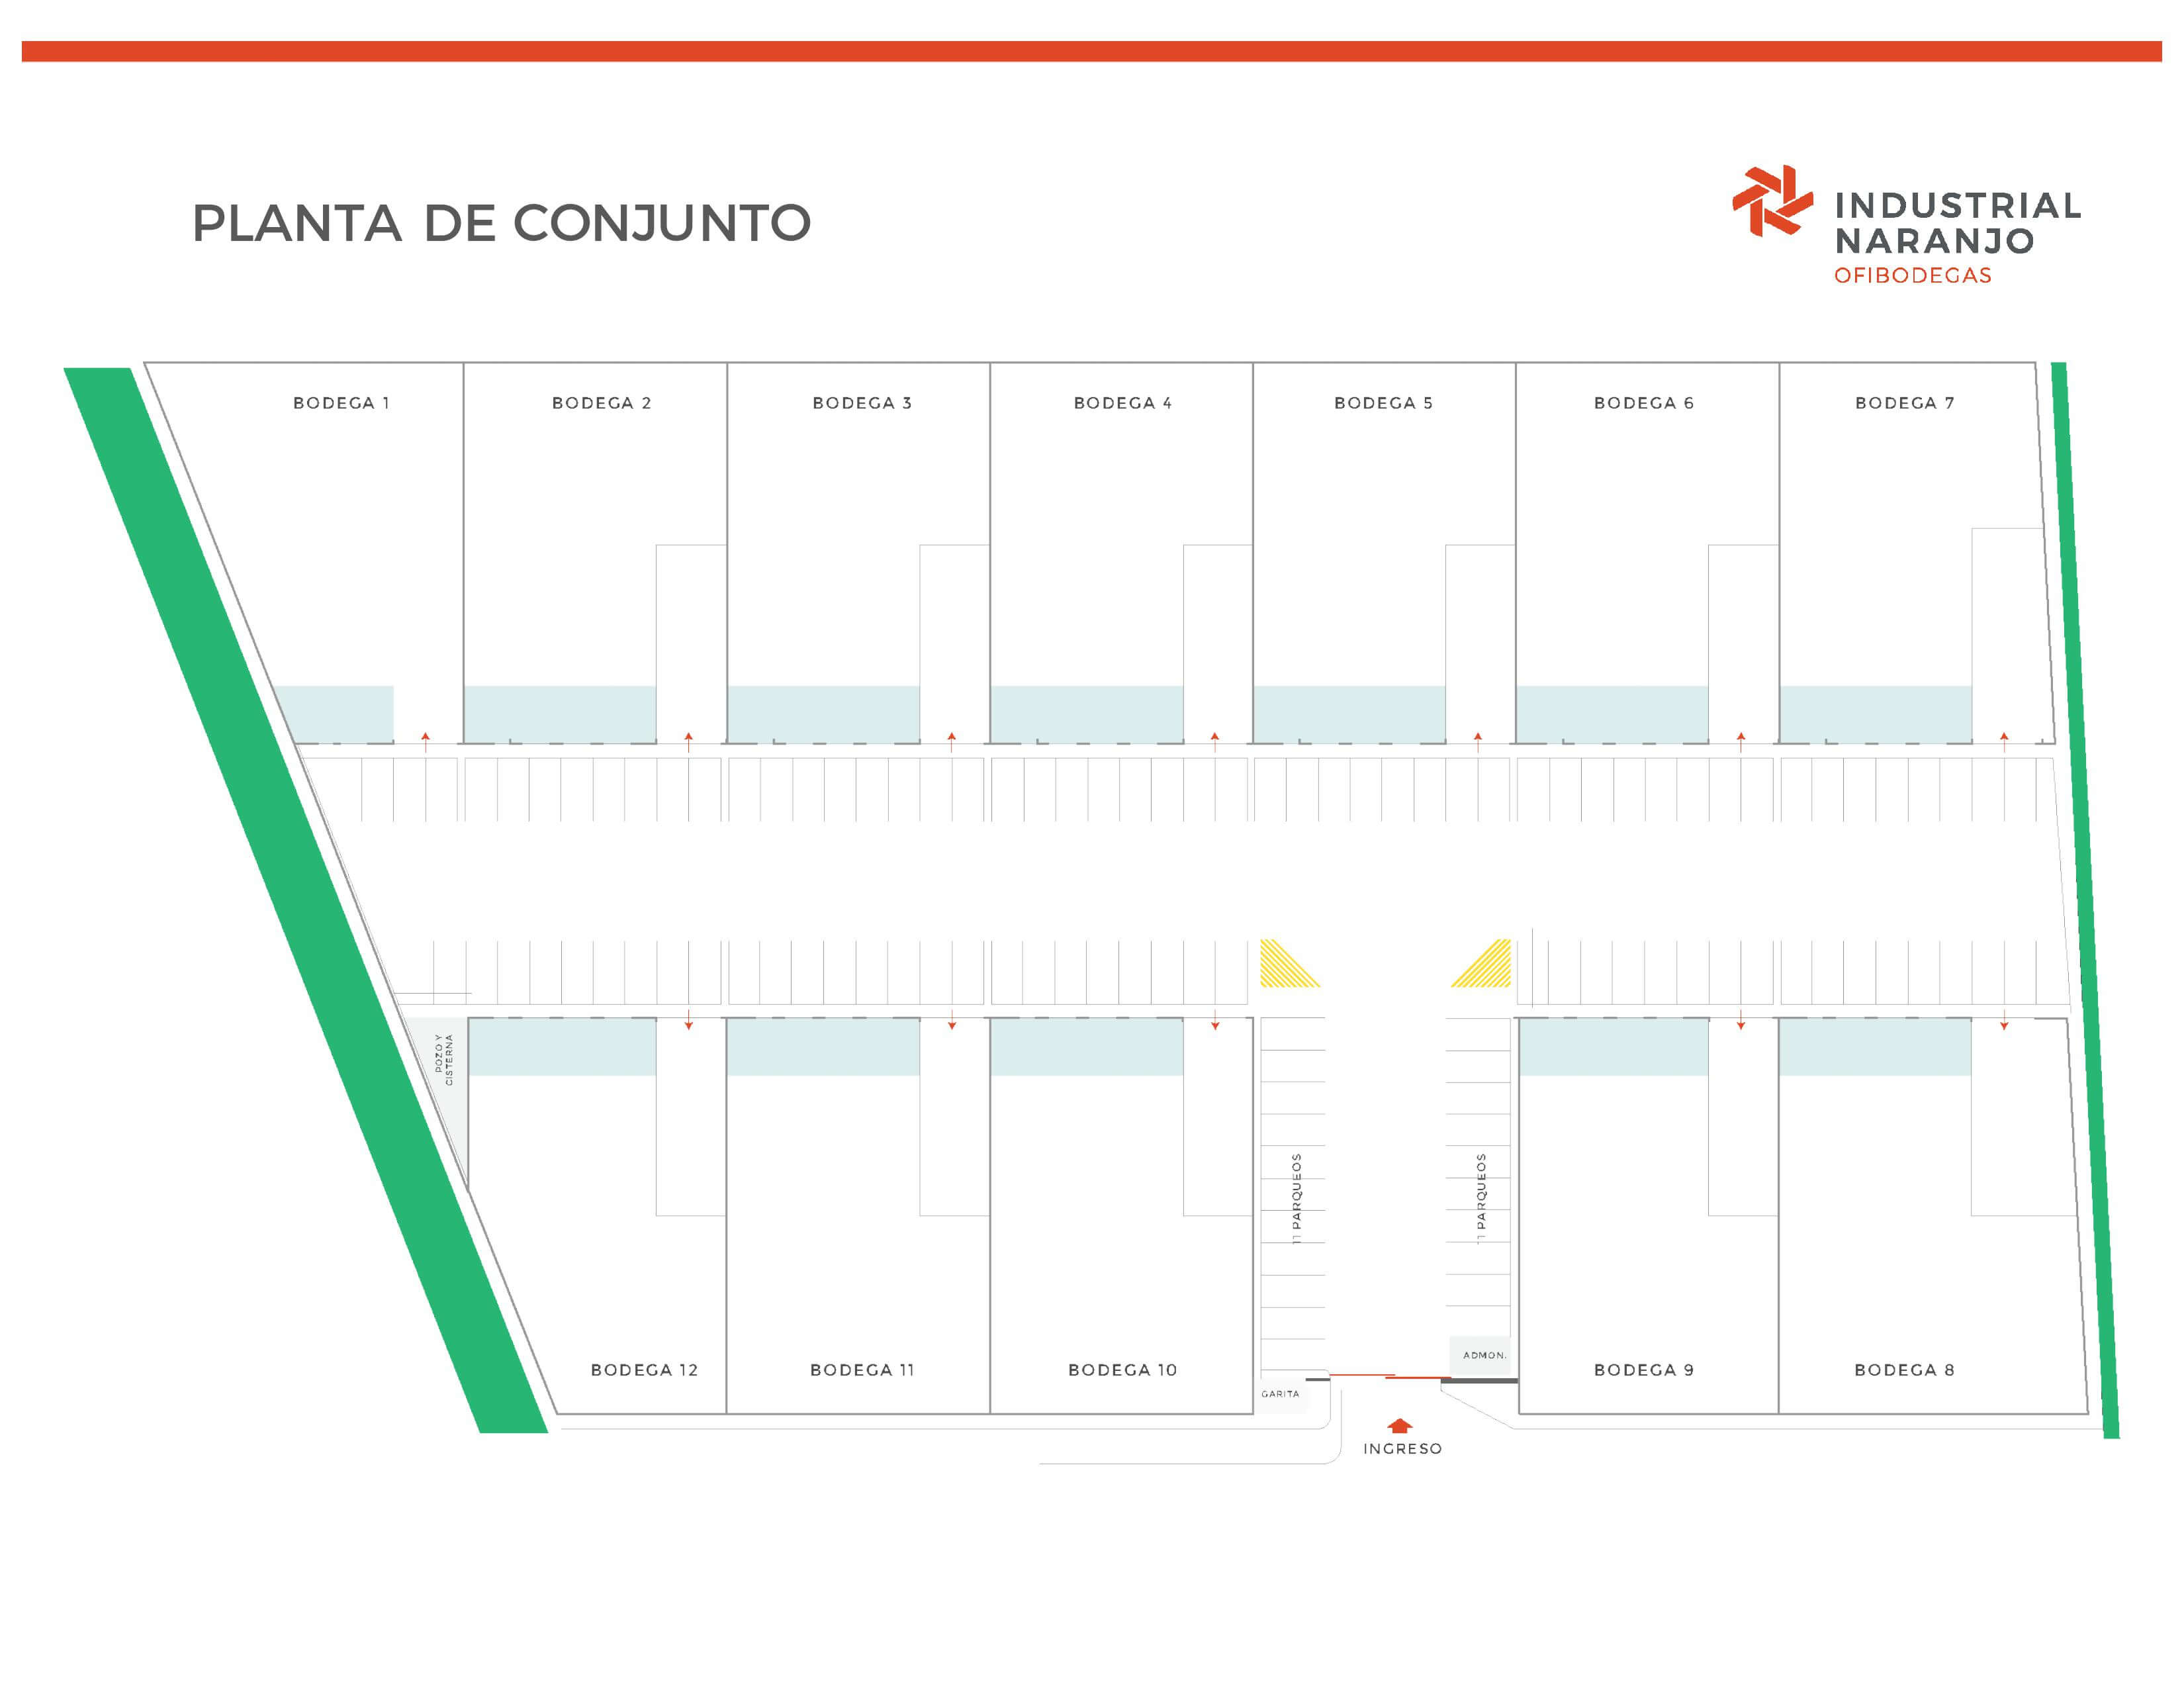 PLANTA DE CONJUNTO
INDUSTRIAL
NARANJO
OFIBODEGAS
BODEGA 1
BODEGA 2
BODEGA 3
BODEGA 4
BODEGA 5
BODEGA 6
BODEGA 7
POZO Y
CISTERNA
11 PARQUEOS
11 PARQUEOS
BODEGA 12
BODEGA 11
BODEGA 10
GARITA
ADMON.
BODEGA 9
BODEGA 8
INGRESO